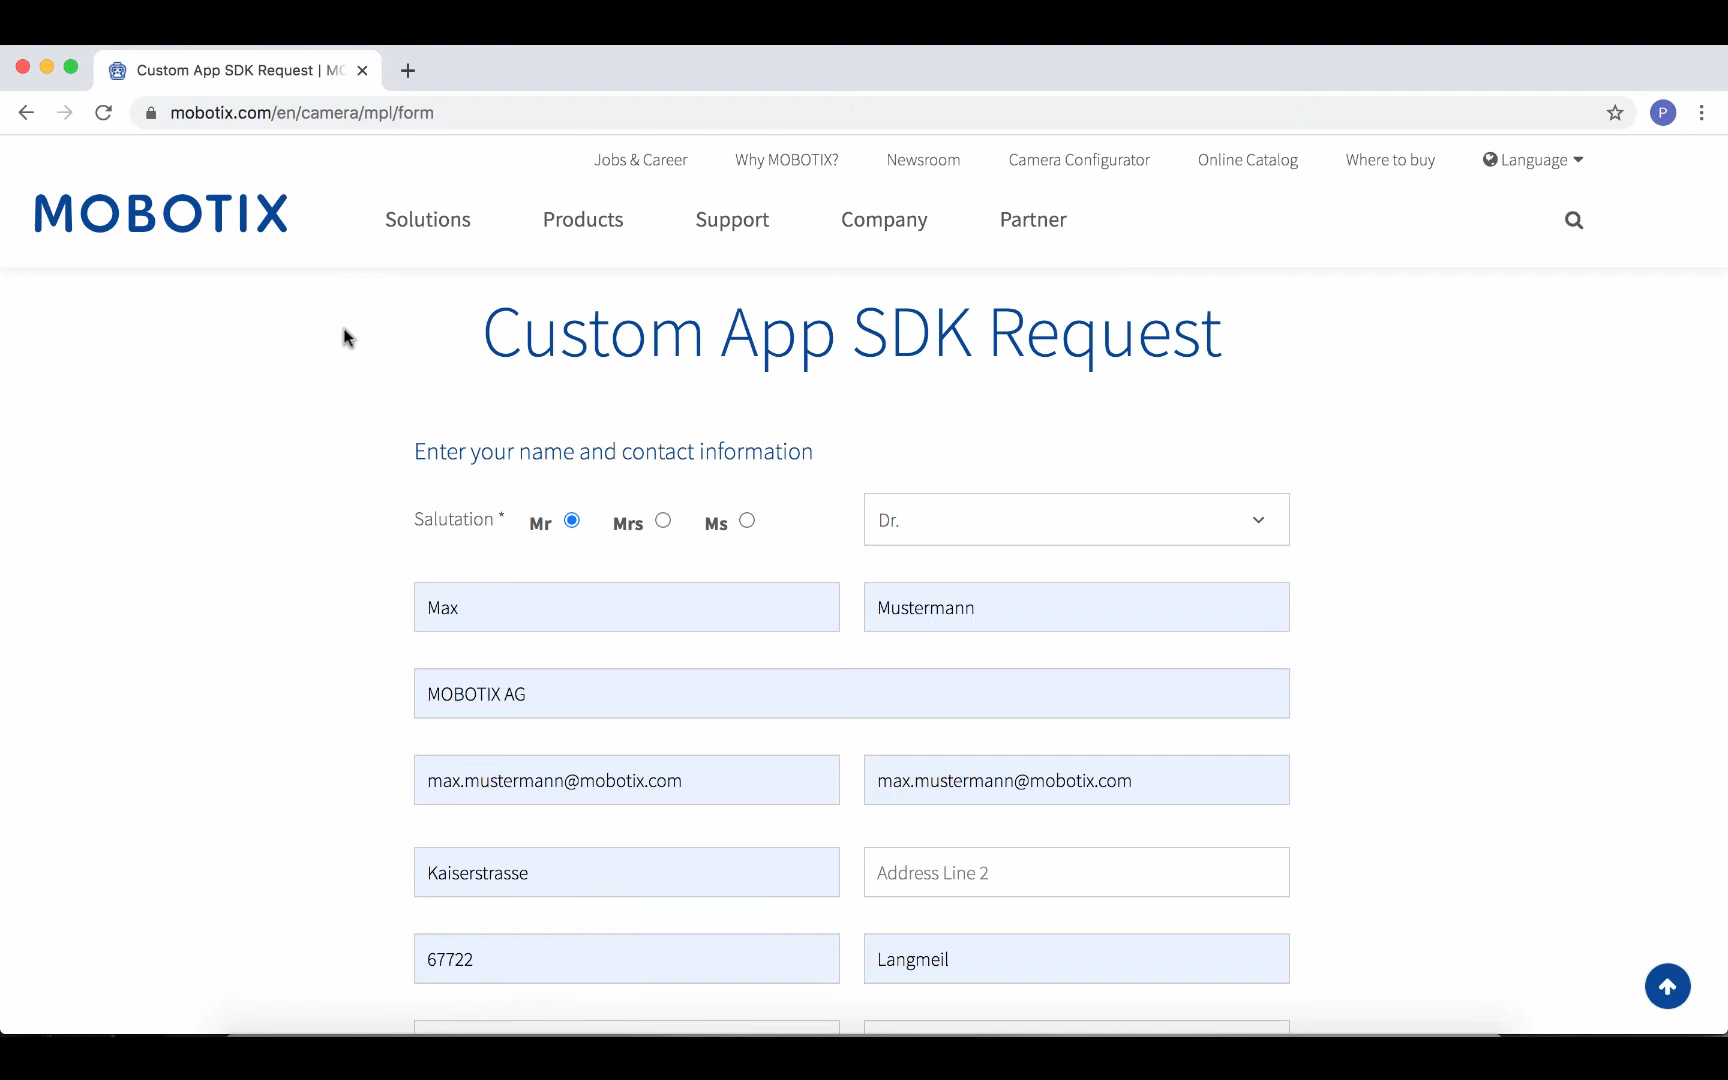 Custom App SDK Request | MO
mobotix.com/en/camera/mpl/form
P
Jobs & Career Why MOBOTIX? Newsroom Camera Configurator Online Catalog Where to buy Language
MOBOTIX Solutions Products Support Company Partner
Custom App SDK Request
Enter your name and contact information
Salutation * Mr Mrs Ms Dr.
Max Mustermann
MOBOTIX AG
max.mustermann@mobotix.com max.mustermann@mobotix.com
Kaiserstrasse Address Line 2
67722 Langmeil